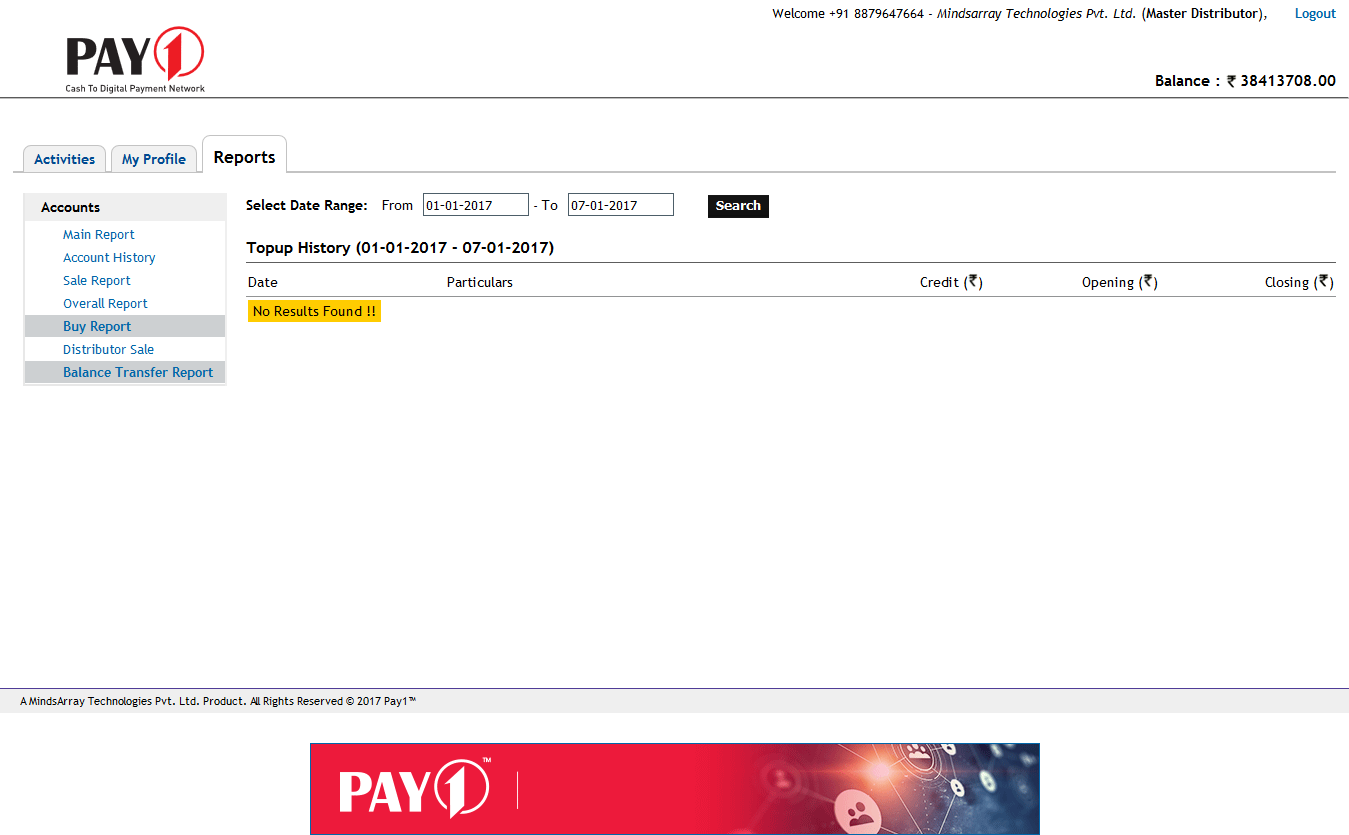 Welcome +91 8879647664 - Mindsarray Technologies Pvt. Ltd. (Master Distributor), Logout
PAY1
Cash To Digital Payment Network
Balance : ₹ 38413708.00
Activities My Profile Reports
Accounts
Main Report
Account History
Sale Report
Overall Report
Buy Report
Distributor Sale
Balance Transfer Report
Select Date Range: From 01-01-2017 - To 07-01-2017 Search
Topup History (01-01-2017 - 07-01-2017)
Date Particulars Credit (₹) Opening (₹) Closing (₹)
No Results Found !!
A MindsArray Technologies Pvt. Ltd. Product. All Rights Reserved © 2017 Pay1™
PAY1™